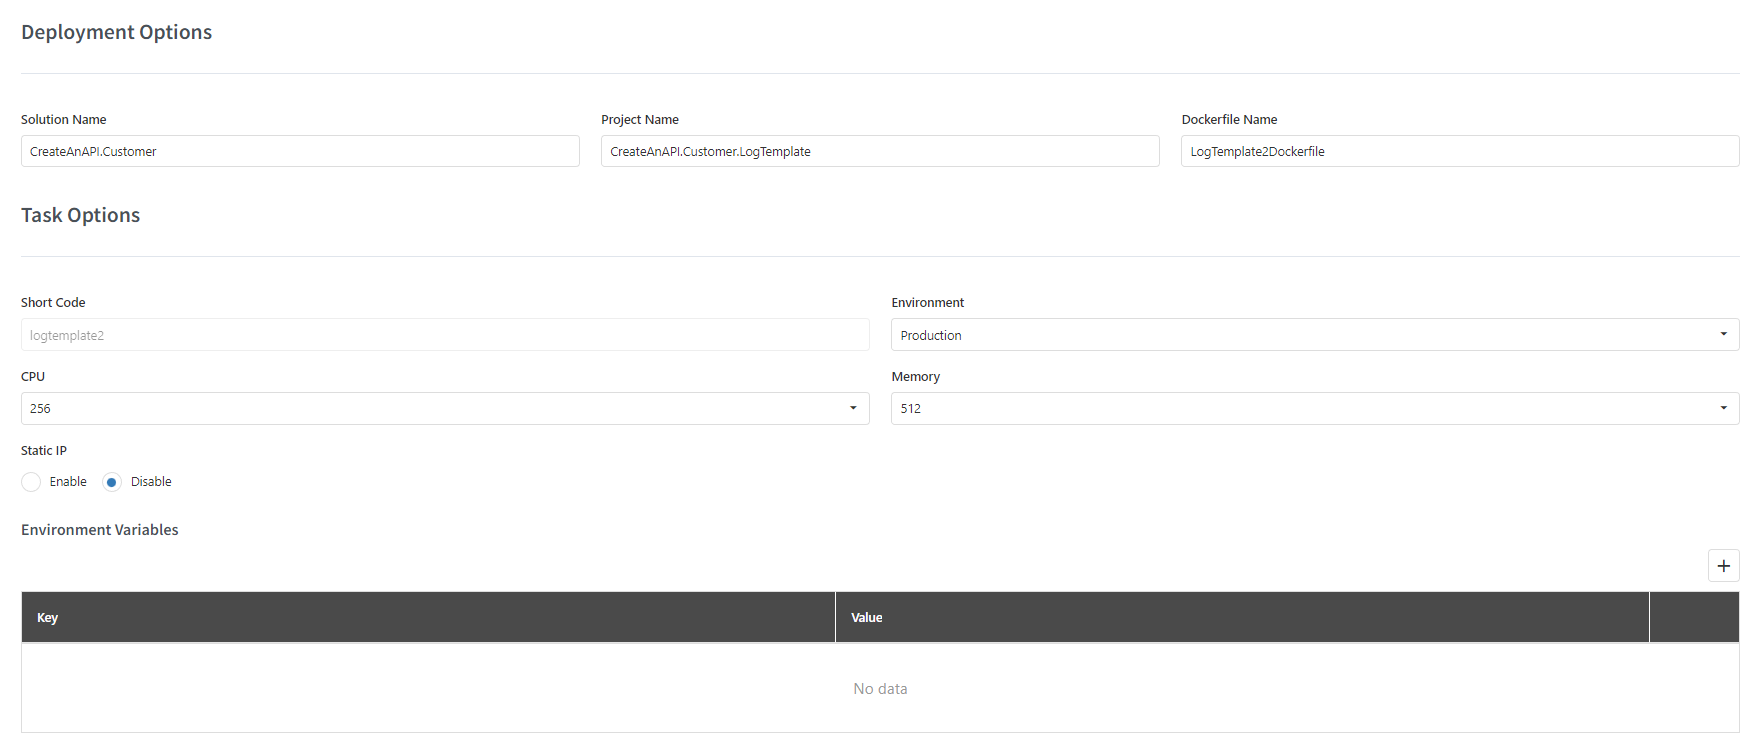 Deployment Options
Solution Name Project Name Dockerfile Name
CreateAnAPI.Customer CreateAnAPI.Customer.LogTemplate LogTemplate2Dockerfile
Task Options
Short Code Environment
logtemplate2 Production
CPU Memory
256 512
Static IP
Enable Disable
Environment Variables
Key Value
No data